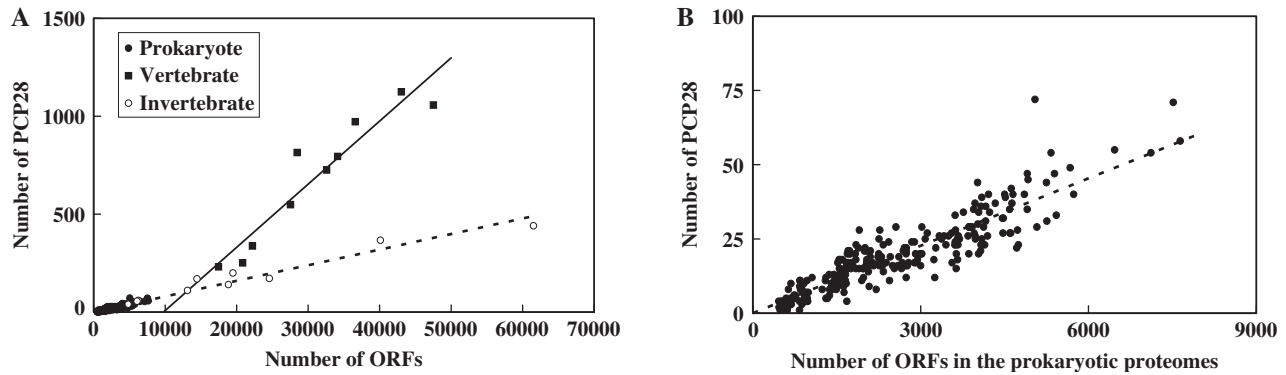 A
Number of PCP28
1500
1000
500
0
Prokaryote
Vertebrate
Invertebrate
0 10000 20000 30000 40000 50000 60000 70000
Number of ORFs
B
Number of PCP28
100
75
50
25
0
0 3000 6000 9000
Number of ORFs in the prokaryotic proteomes